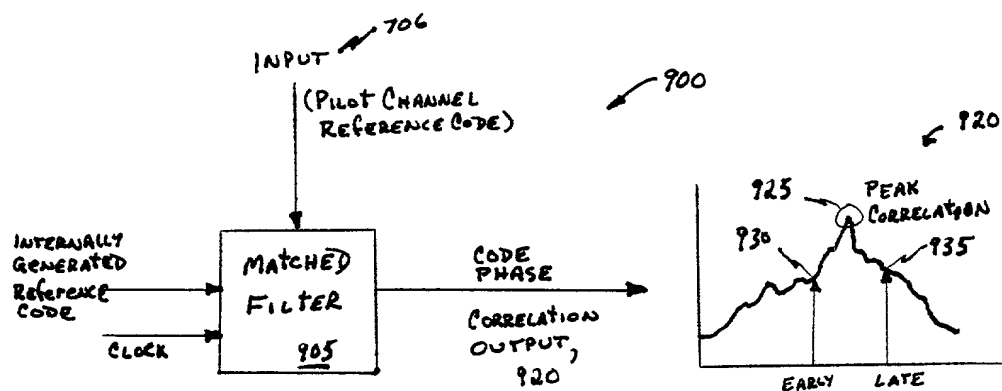 706
INPUT
(PILOT CHANNEL
REFERENCE CODE)
900
920
925
PEAK
CORRELATION
930
935
INTERNALLY
GENERATED
Reference
CODE
CLOCK
MATCHED
FILTER
905
CODE
PHASE
CORRELATION
OUTPUT,
920
EARLY
LATE